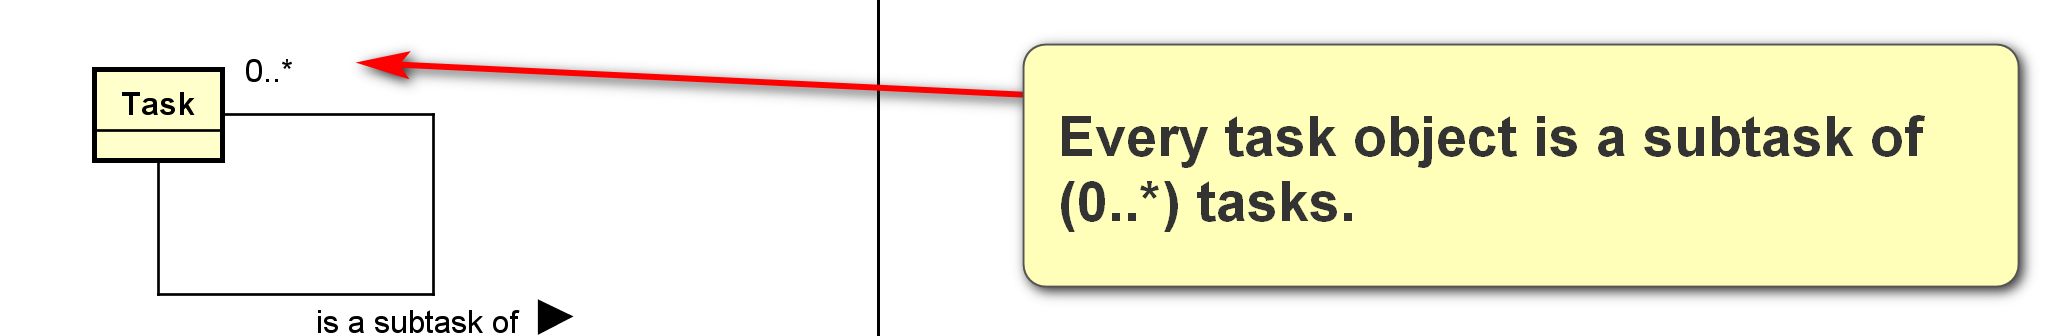 0..*
Task
Every task object is a subtask of
(0..*) tasks.
is a subtask of